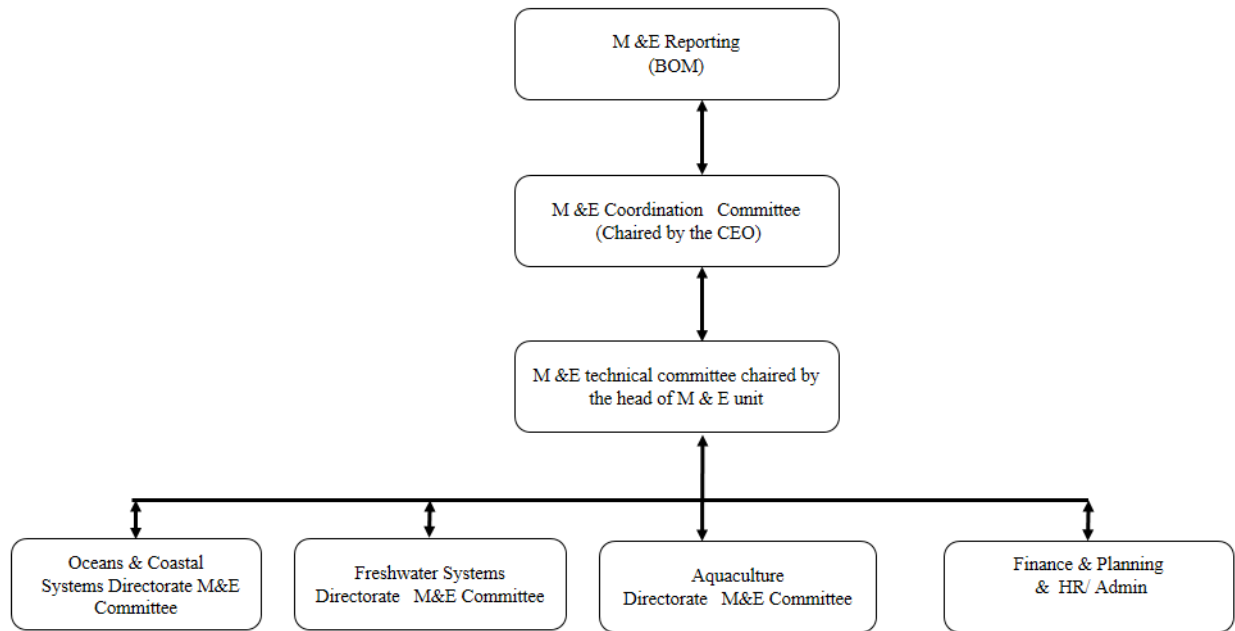 M &E Reporting
(BOM)
M &E Coordination Committee
(Chaired by the CEO)
M &E technical committee chaired by
the head of M & E unit
Oceans & Coastal
Systems Directorate M&E
Committee
Freshwater Systems
Directorate M&E Committee
Aquaculture
Directorate M&E Committee
Finance & Planning
& HR/ Admin